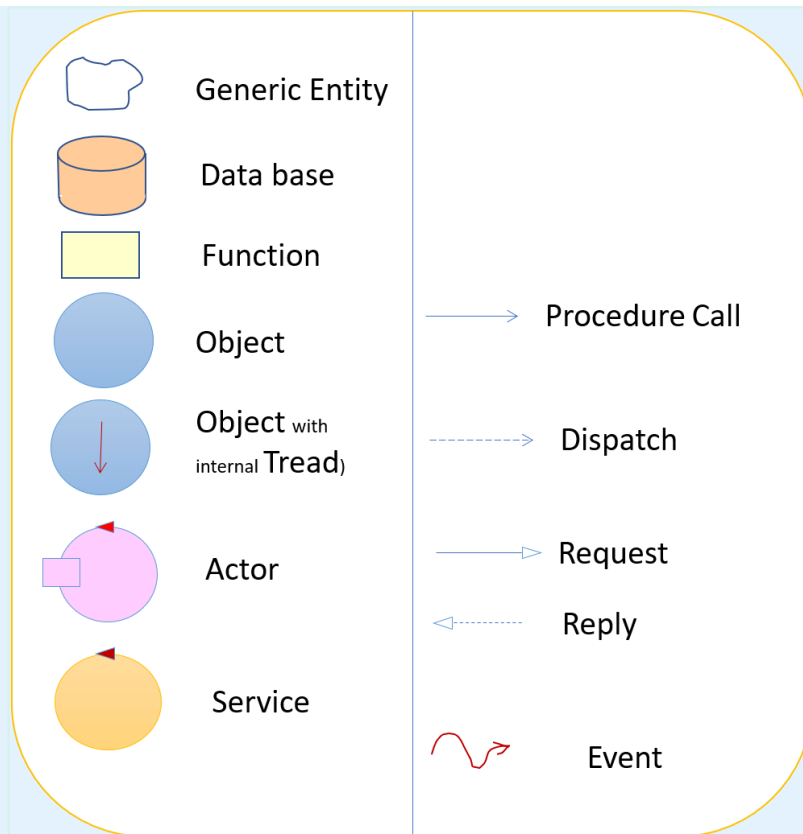 Generic Entity
Data base
Function
Object
Object with
internal Tread)
Actor
Service
Procedure Call
Dispatch
Request
Reply
Event